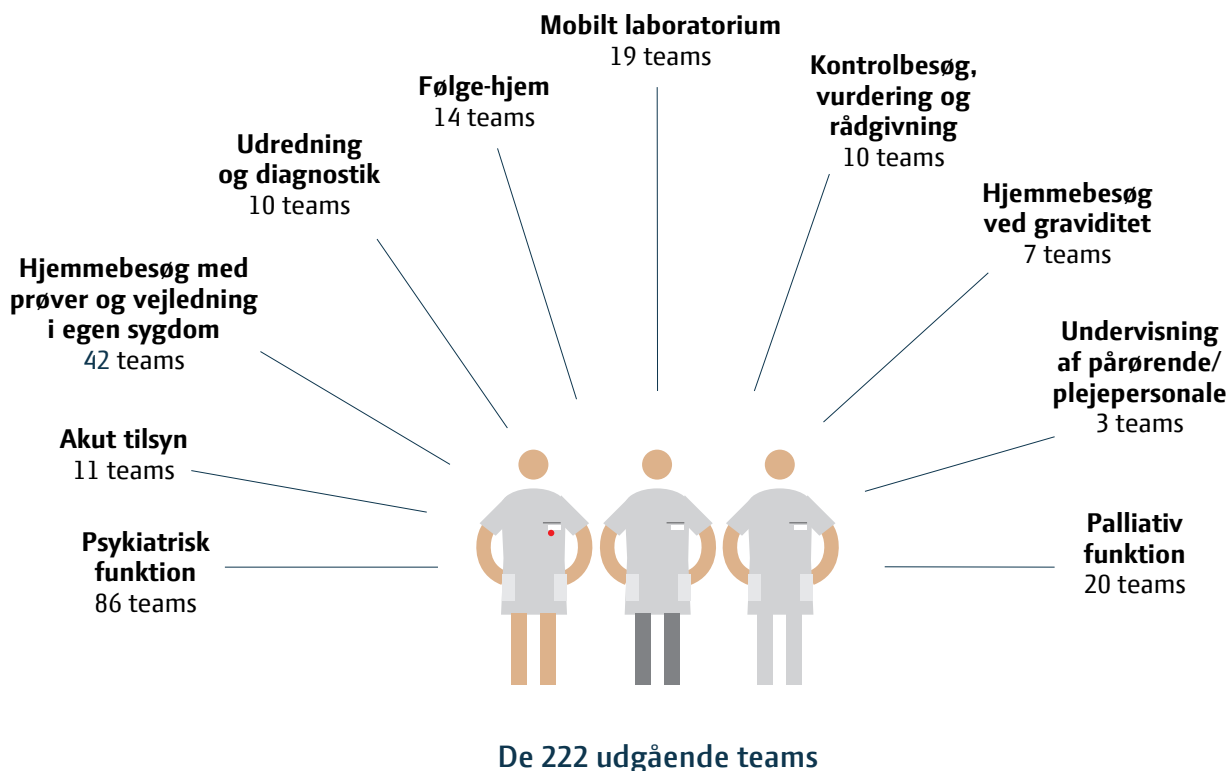 Mobilt laboratorium
19 teams
Følge-hjem
14 teams
Kontrolbesøg,
vurdering og
rådgivning
10 teams
Udredning
og diagnostik
10 teams
Hjemmebesøg
ved graviditet
7 teams
Hjemmebesøg med
prøver og vejledning
i egen sygdom
42 teams
Undervisning
af pårørende/
plejepersonale
3 teams
Akut tilsyn
11 teams
Psykiatrisk
funktion
86 teams
Palliativ
funktion
20 teams
De 222 udgående teams